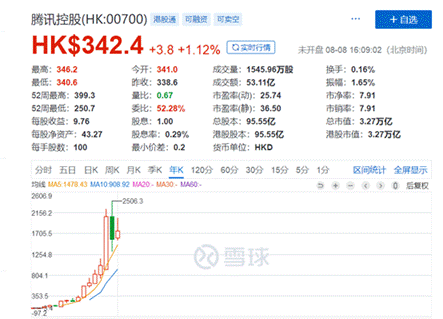 腾讯控股(HK:00700) 港股通 可融资 可卖空 ... + 自选
HK$342.4 +3.8 +1.12% 实时行情 未开盘 08-08 16:09:02 (北京时间)
最高：346.2 今开：341.0 成交量：1545.96万股 换手：0.16%
最低：340.6 昨收：338.6 成交额：53.11亿 振幅：1.65%
52周最高：399.3 量比：0.67 市盈率(动)：25.74 市净率：7.91
52周最低：250.7 委比：52.28% 市盈率(静)：36.50 市销率：7.91
每股收益：9.76 股息：1.00 总股本：95.55亿 总市值：3.27万亿
每股净资产：43.27 股息率：0.29% 港股股本：95.55亿 港股市值：3.27万亿
每手股数：100 最小价差：0.2 货币单位：HKD
分时 五日 日K 周K 月K 季K 年K 120分 60分 30分 15分 5分 1分 区间统计 全屏显示
均线 MA5:1478.43 MA10:908.92 MA20:- MA30:- MA60:- 后复权
2606.9
2506.3
2156.2
1705.5
1254.8
804.1
353.5
-97.2
雪球